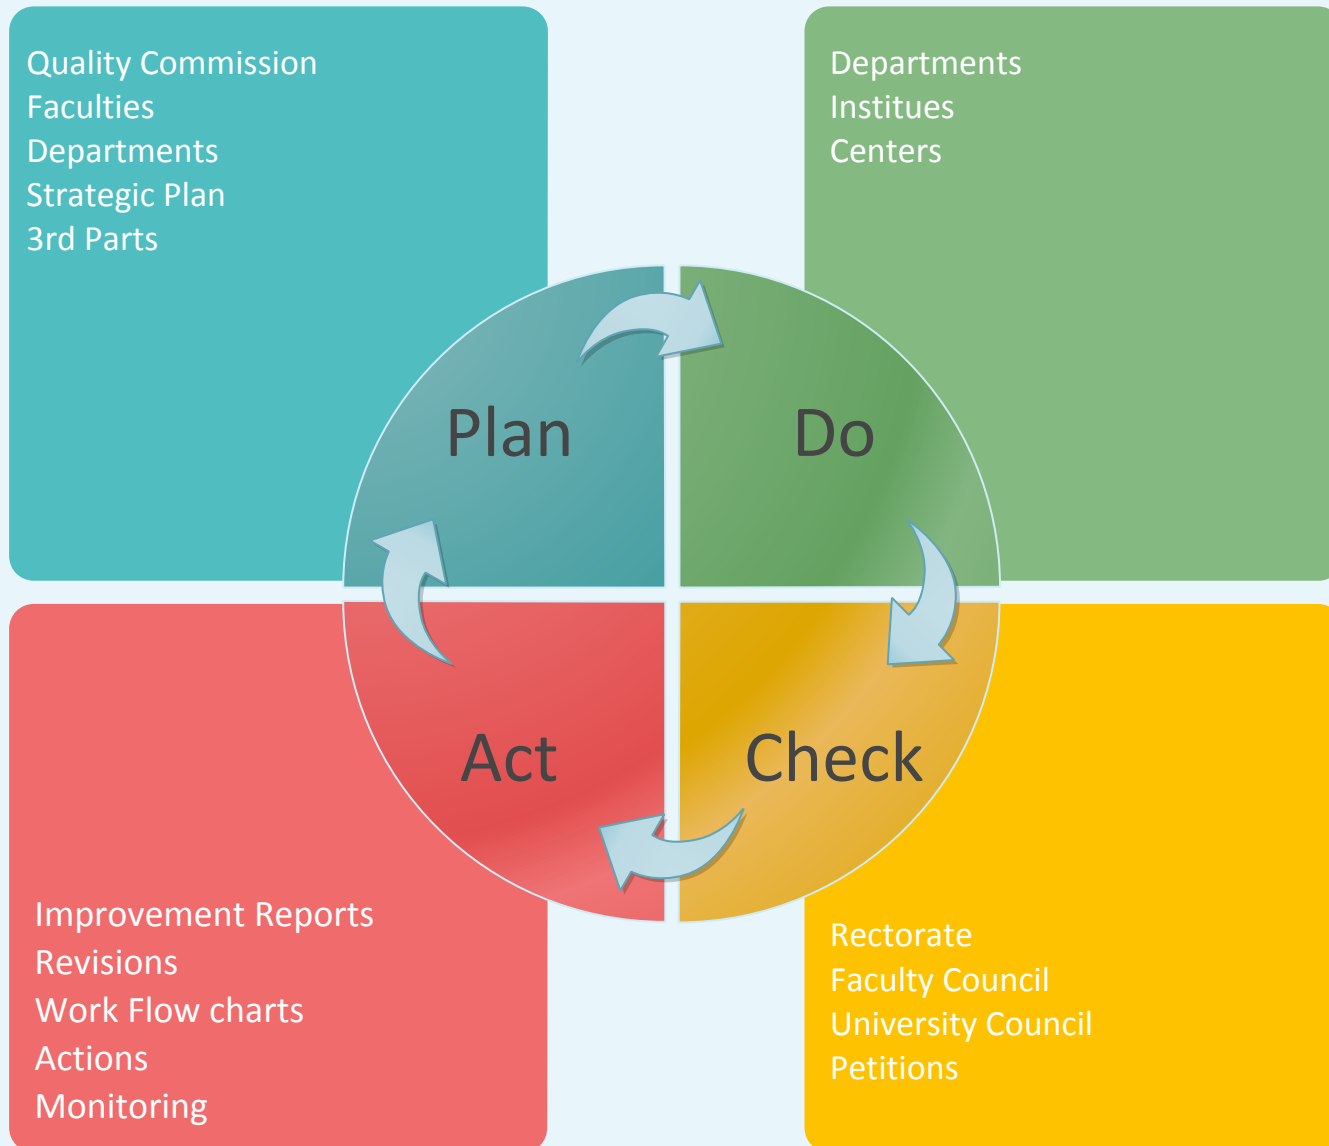 Quality Commission
Faculties
Departments
Strategic Plan
3rd Parts
Departments
Institues
Centers
Plan
Do
Act
Check
Improvement Reports
Revisions
Work Flow charts
Actions
Monitoring
Rectorate
Faculty Council
University Council
Petitions